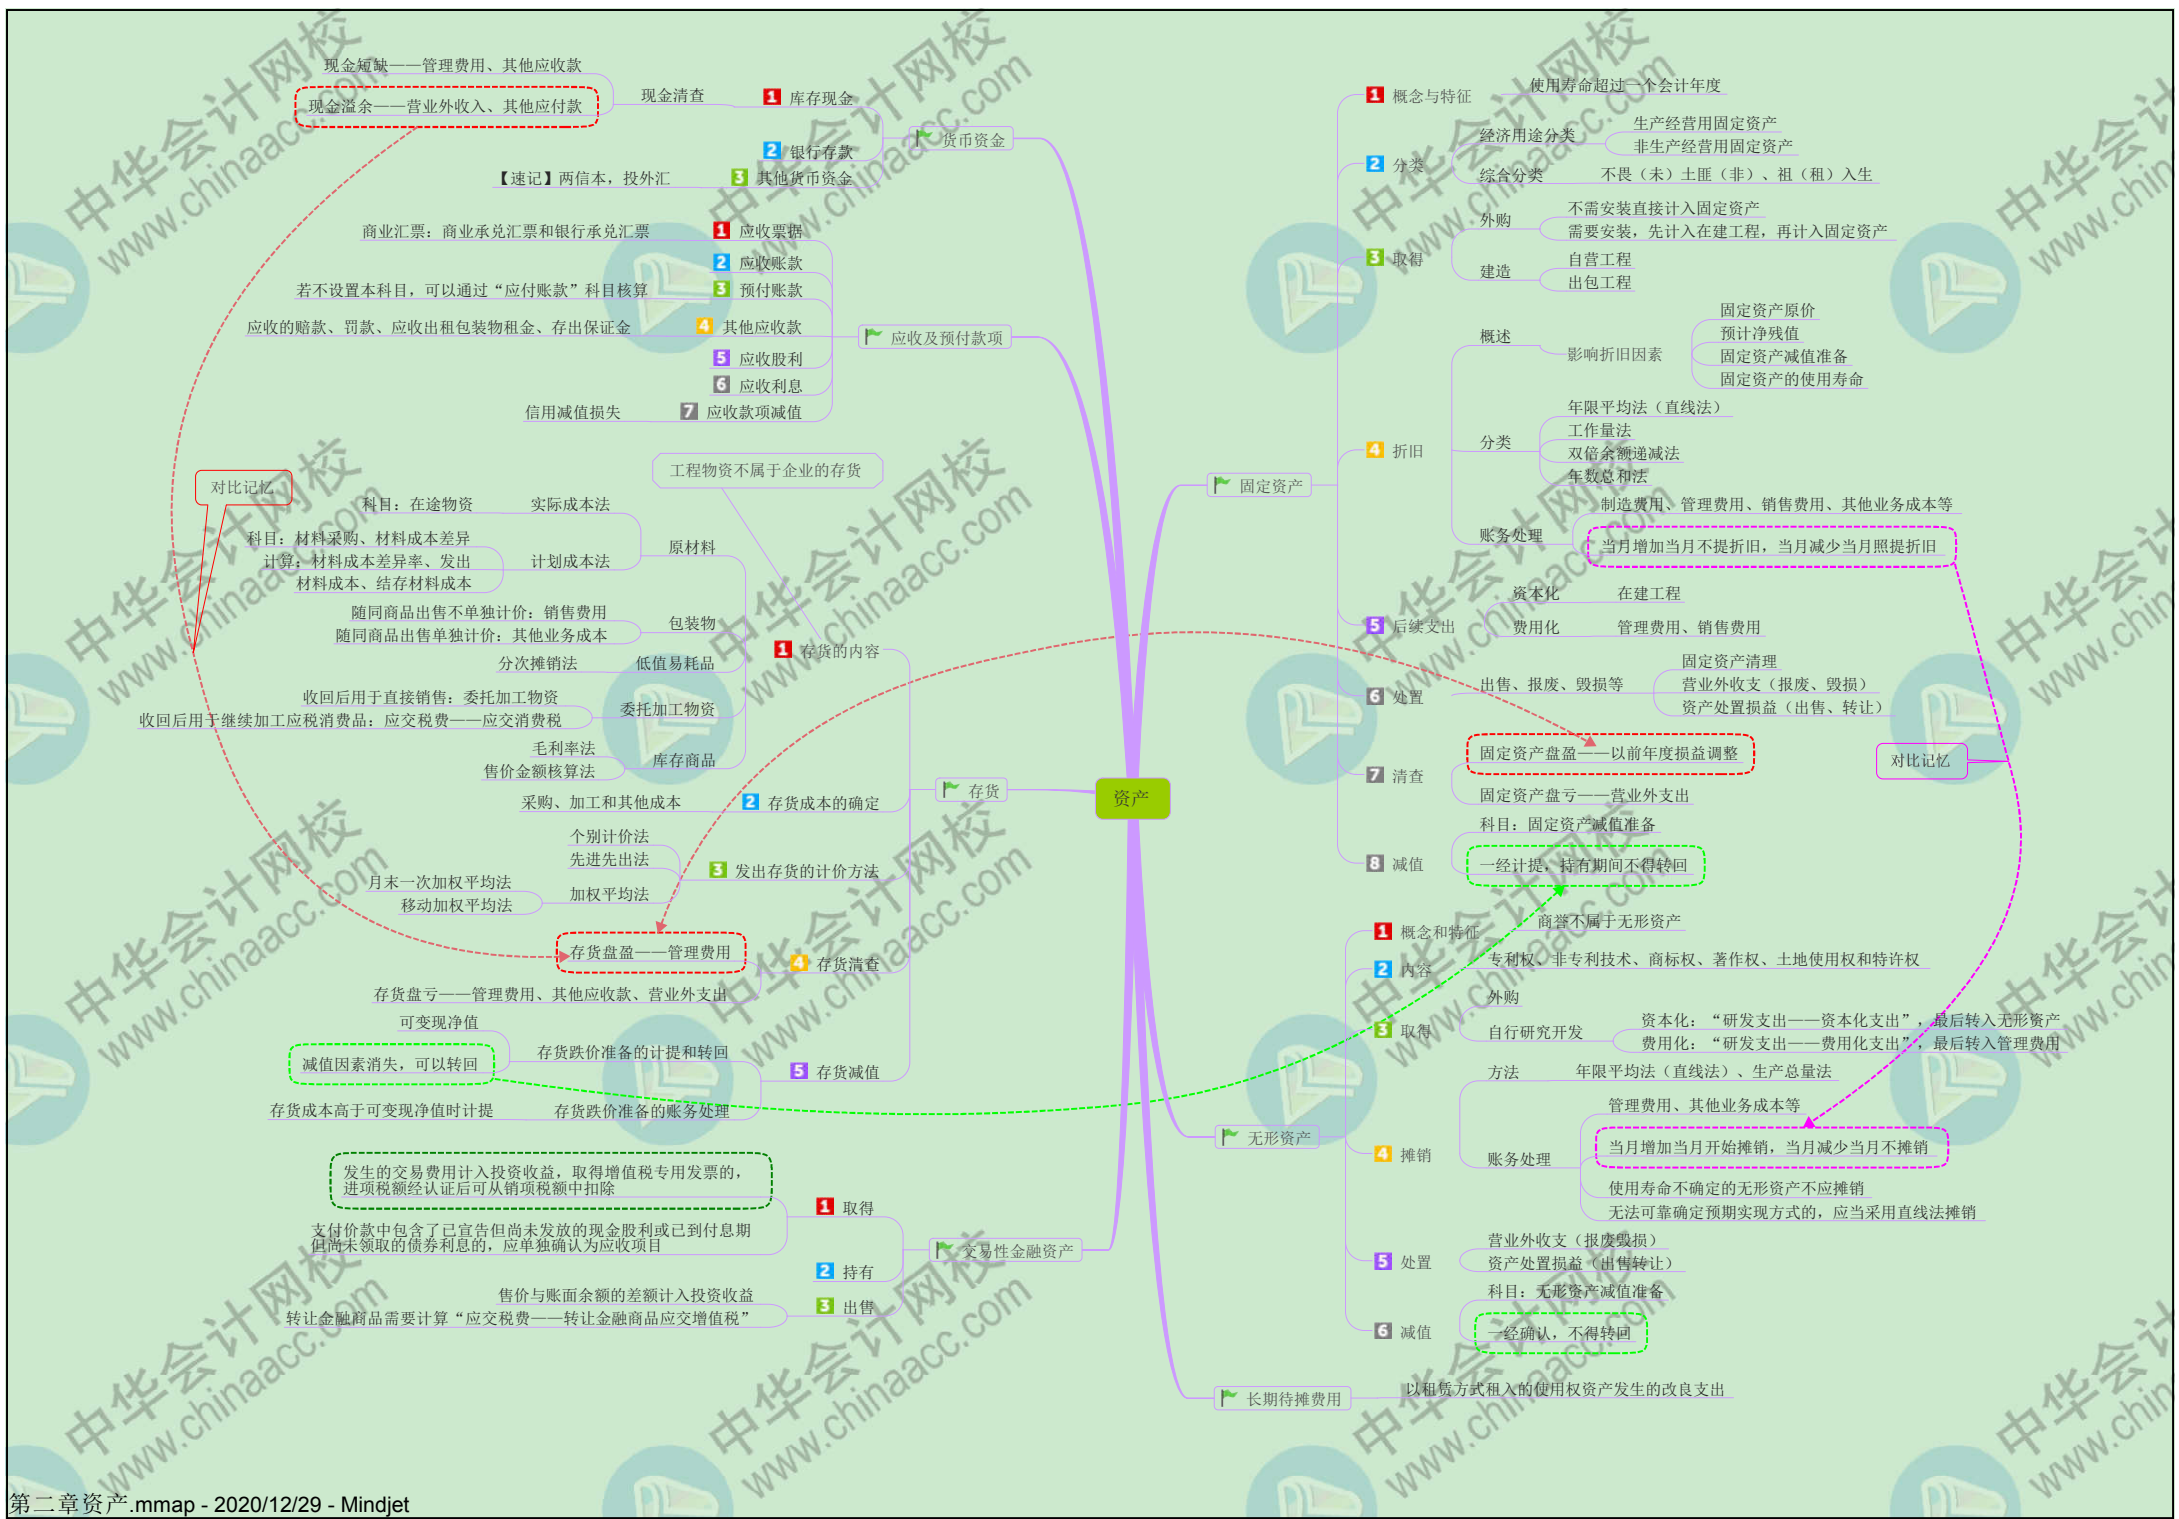 资产
货币资金
1 库存现金
现金清查
现金短缺——管理费用、其他应收款
现金溢余——营业外收入、其他应付款
2 银行存款
3 其他货币资金
【速记】两信本，投外汇
应收及预付款项
1 应收票据
商业汇票：商业承兑汇票和银行承兑汇票
2 应收账款
3 预付账款
若不设置本科目，可以通过“应付账款”科目核算
4 其他应收款
应收的赔款、罚款、应收出租包装物租金、存出保证金
5 应收股利
6 应收利息
7 应收款项减值
信用减值损失
对比记忆
存货
1 存货的内容
工程物资不属于企业的存货
原材料
实际成本法
科目：在途物资
计划成本法
科目：材料采购、材料成本差异
计算：材料成本差异率、发出
材料成本、结存材料成本
包装物
随同商品出售不单独计价：销售费用
随同商品出售单独计价：其他业务成本
低值易耗品
分次摊销法
委托加工物资
收回后用于直接销售：委托加工物资
收回后用于继续加工应税消费品：应交税费——应交消费税
库存商品
毛利率法
售价金额核算法
2 存货成本的确定
采购、加工和其他成本
3 发出存货的计价方法
个别计价法
先进先出法
加权平均法
月末一次加权平均法
移动加权平均法
4 存货清查
存货盘盈——管理费用
存货盘亏——管理费用、其他应收款、营业外支出
5 存货减值
存货跌价准备的计提和转回
可变现净值
减值因素消失，可以转回
存货跌价准备的账务处理
存货成本高于可变现净值时计提
交易性金融资产
1 取得
发生的交易费用计入投资收益，取得增值税专用发票的，
进项税额经认证后可从销项税额中扣除
支付价款中包含了已宣告但尚未发放的现金股利或已到付息期
但尚未领取的债券利息的，应单独确认为应收项目
2 持有
3 出售
售价与账面余额的差额计入投资收益
转让金融商品需要计算“应交税费——转让金融商品应交增值税”
固定资产
1 概念与特征
使用寿命超过一个会计年度
2 分类
经济用途分类
生产经营用固定资产
非生产经营用固定资产
综合分类
不畏（未）土匪（非）、祖（租）入生
3 取得
外购
不需安装直接计入固定资产
需要安装，先计入在建工程，再计入固定资产
建造
自营工程
出包工程
4 折旧
概述
影响折旧因素
固定资产原价
预计净残值
固定资产减值准备
固定资产的使用寿命
分类
年限平均法（直线法）
工作量法
双倍余额递减法
年数总和法
账务处理
制造费用、管理费用、销售费用、其他业务成本等
当月增加当月不提折旧，当月减少当月照提折旧
5 后续支出
资本化
在建工程
费用化
管理费用、销售费用
6 处置
出售、报废、毁损等
固定资产清理
营业外收支（报废、毁损）
资产处置损益（出售、转让）
7 清查
固定资产盘盈——以前年度损益调整
固定资产盘亏——营业外支出
对比记忆
8 减值
科目：固定资产减值准备
一经计提，持有期间不得转回
无形资产
1 概念和特征
商誉不属于无形资产
2 内容
专利权、非专利技术、商标权、著作权、土地使用权和特许权
3 取得
外购
自行研究开发
资本化：“研发支出——资本化支出”，最后转入无形资产
费用化：“研发支出——费用化支出”，最后转入管理费用
4 摊销
方法
年限平均法（直线法）、生产总量法
账务处理
管理费用、其他业务成本等
当月增加当月开始摊销，当月减少当月不摊销
使用寿命不确定的无形资产不应摊销
无法可靠确定预期实现方式的，应当采用直线法摊销
5 处置
营业外收支（报废毁损）
资产处置损益（出售转让）
6 减值
科目：无形资产减值准备
一经确认，不得转回
长期待摊费用
以租赁方式租入的使用权资产发生的改良支出
中华会计网校
www.chinaacc.com
第二章资产.mmap - 2020/12/29 - Mindjet